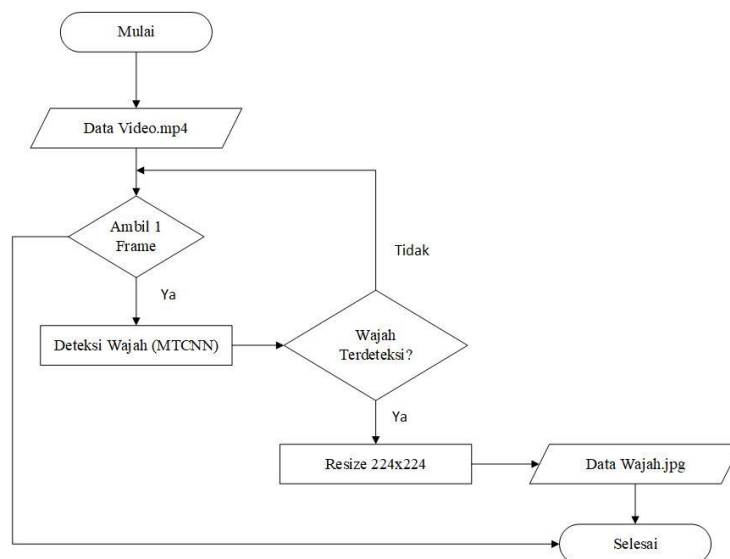 Mulai
Data Video.mp4
Ambil 1
Frame
Tidak
Ya
Deteksi Wajah (MTCNN)
Wajah
Terdeteksi?
Ya
Resize 224x224
Data Wajah.jpg
Selesai